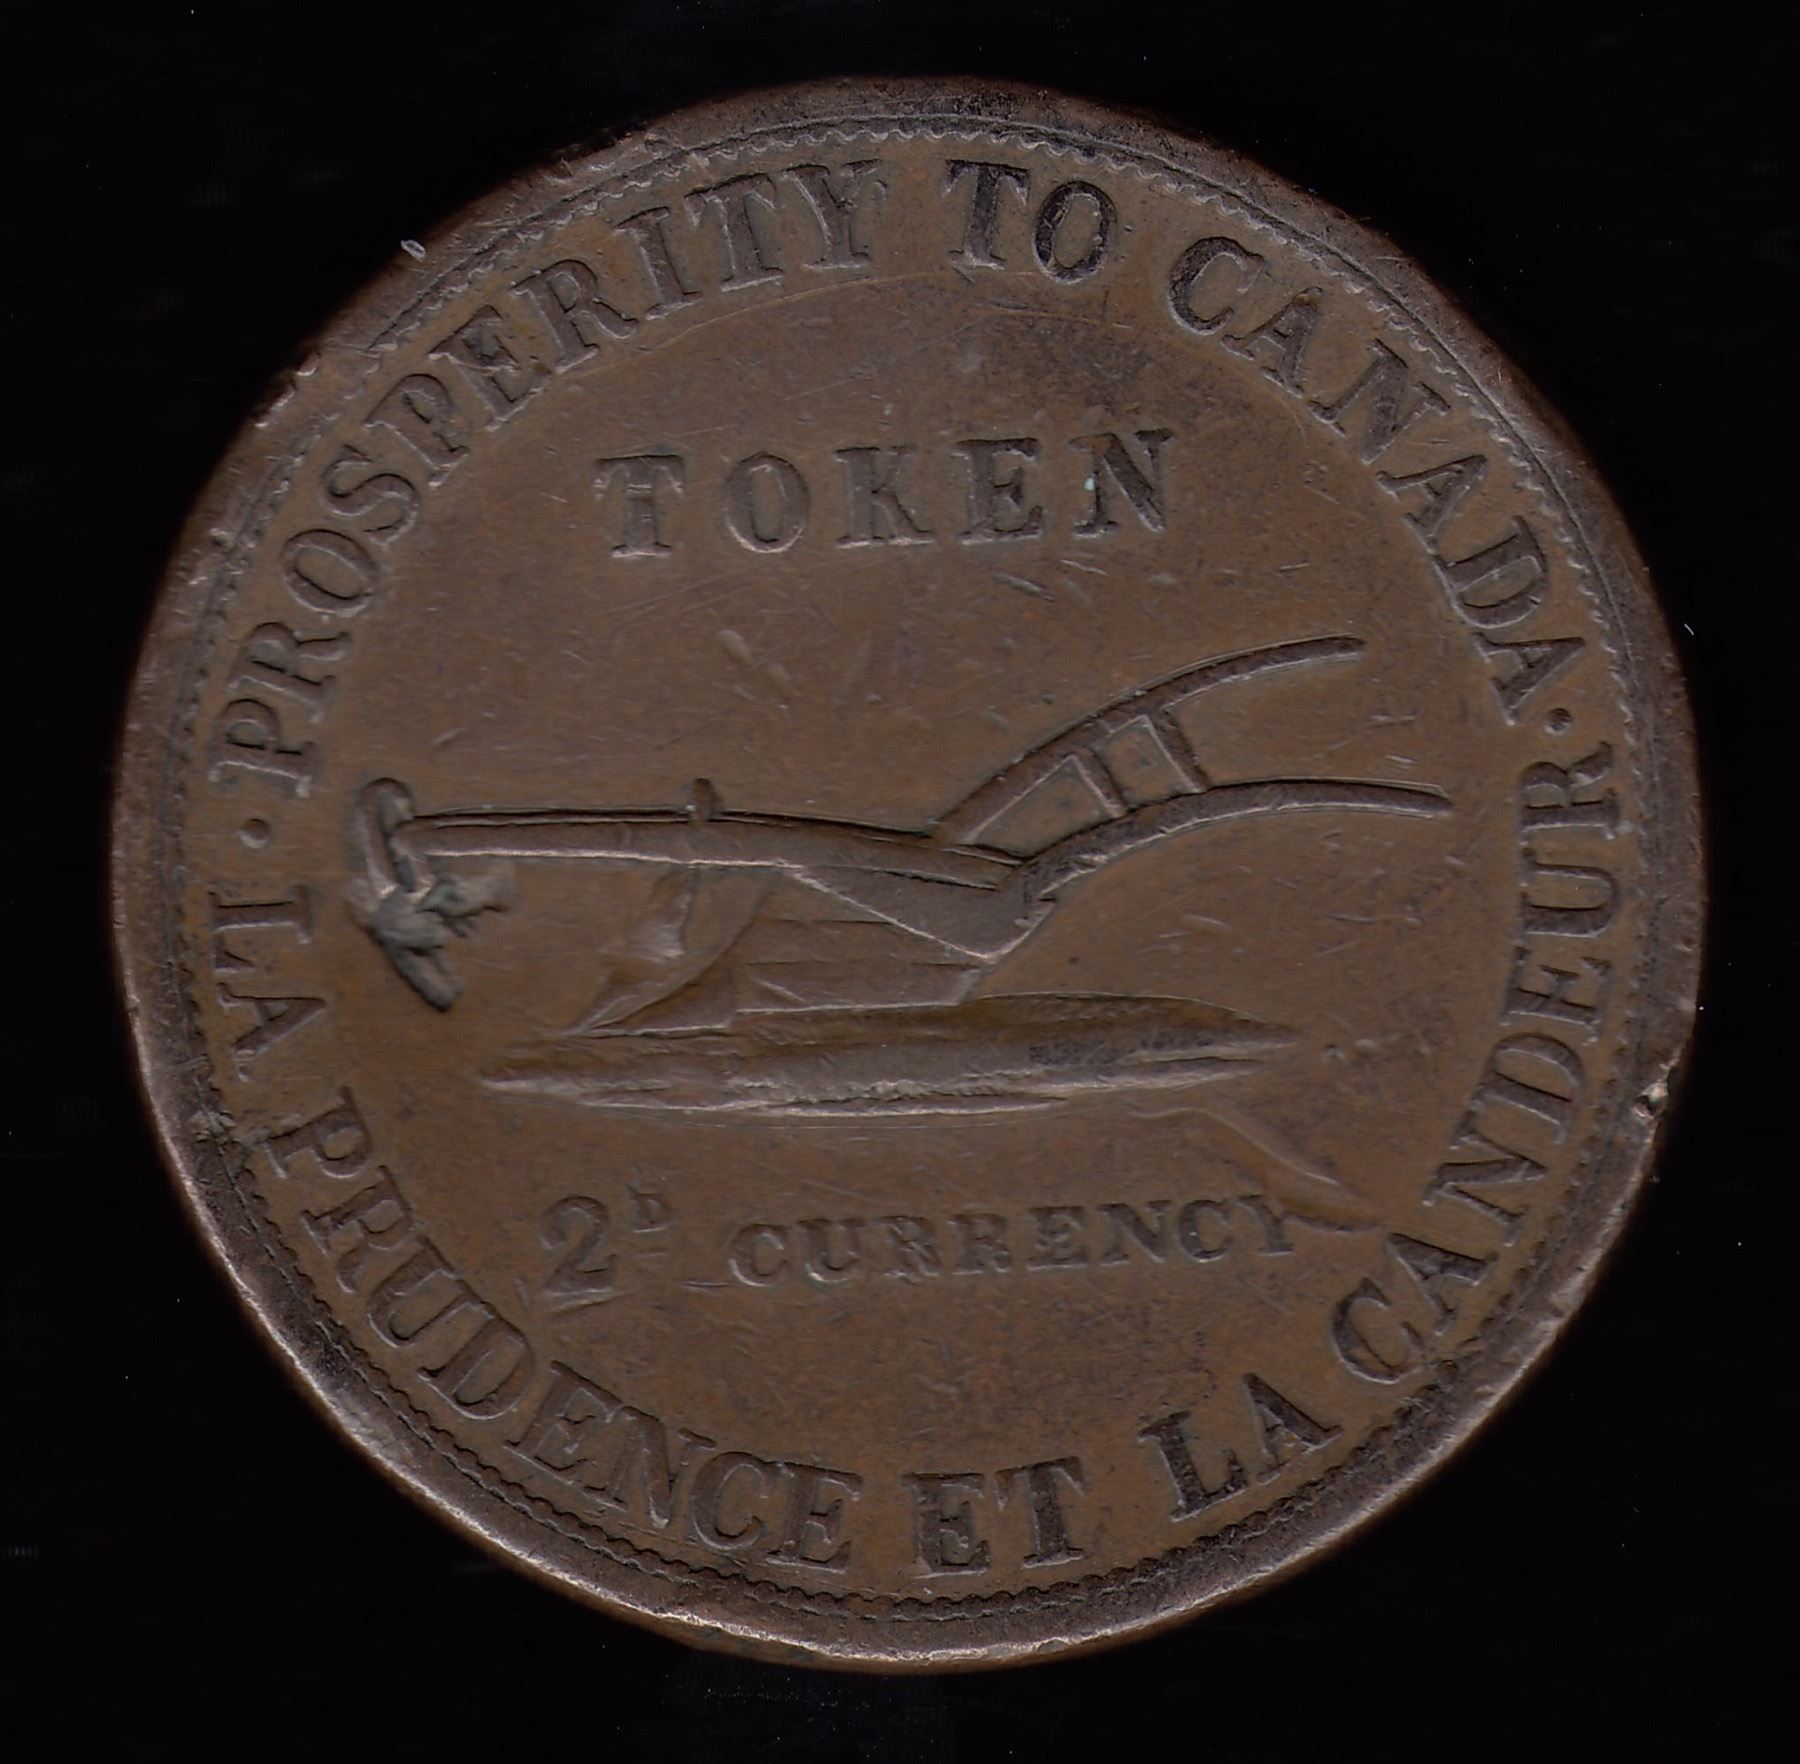 · PROSPERITY TO CANADA ·
TOKEN
2D CURRENCY
LA PRUDENCE ET LA CANDEUR